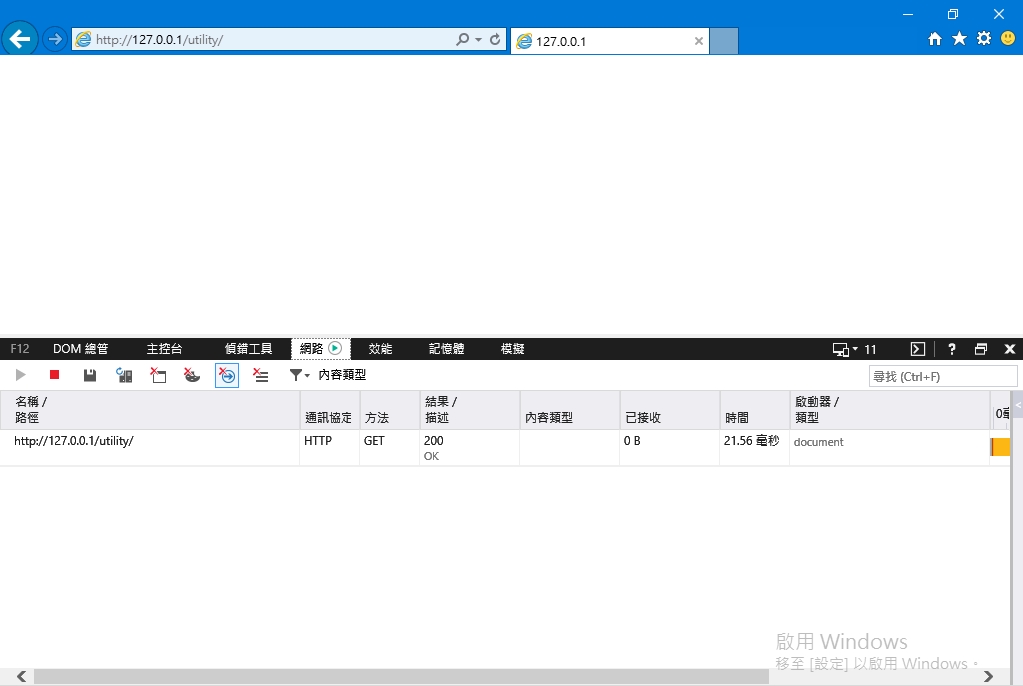 http://127.0.0.1/utility/
127.0.0.1
F12 DOM 總管 主控台 偵錯工具 網路 效能 記憶體 模擬 11 ?
內容類型 尋找 (Ctrl+F)
名稱 / 結果 / 啟動器 /
路徑 通訊協定 方法 描述 內容類型 已接收 時間 類型
http://127.0.0.1/utility/ HTTP GET 200 0 B 21.56 毫秒 document
OK
啟用 Windows
移至 [設定] 以啟用 Windows。